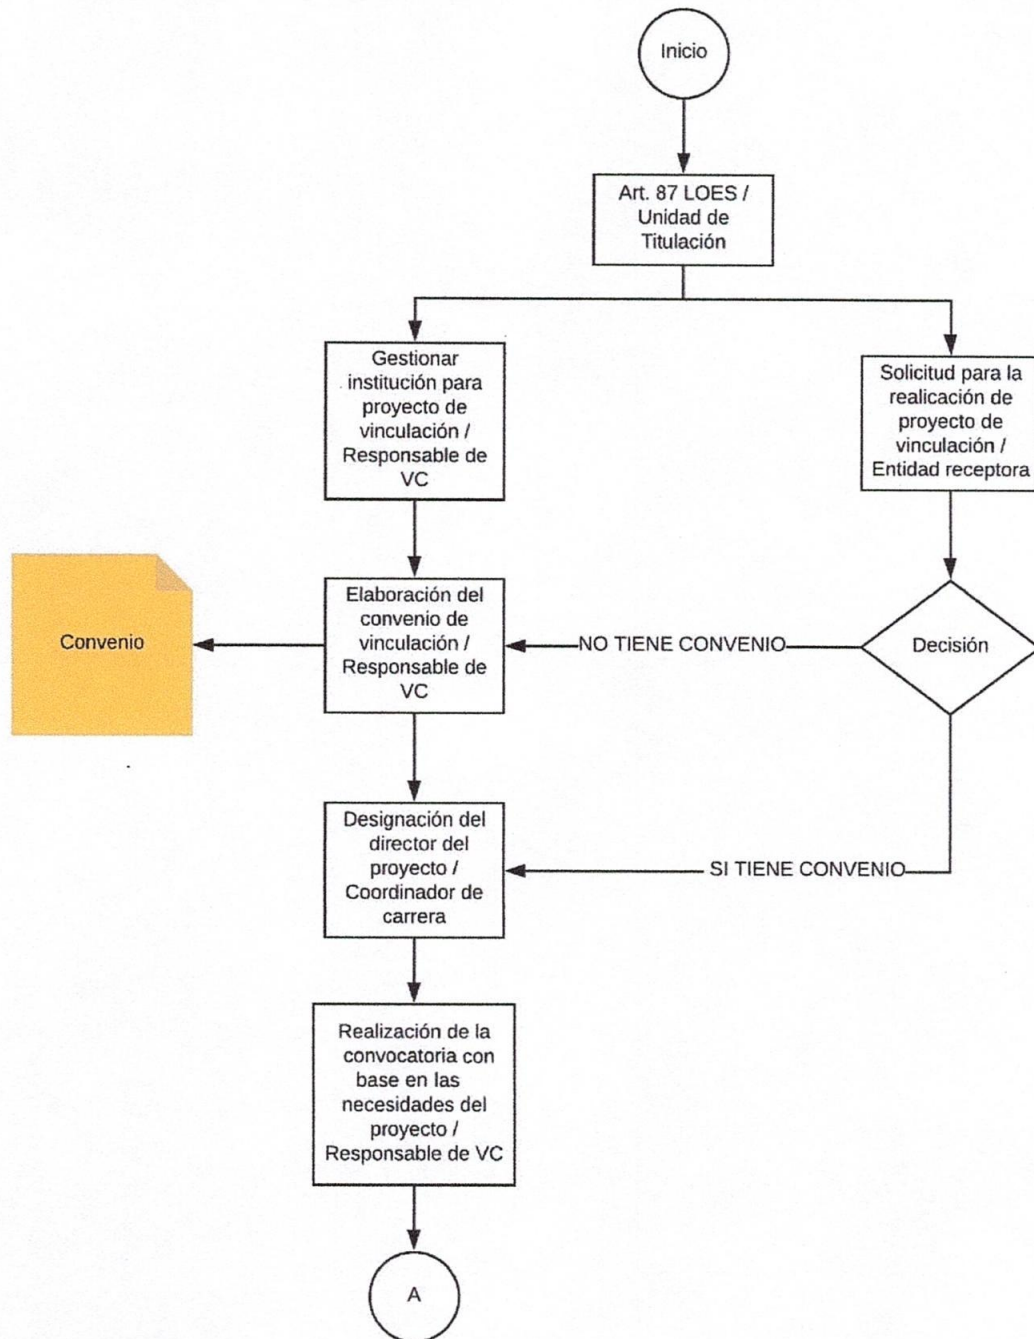 Inicio
Art. 87 LOES /
Unidad de
Titulación
Gestionar
institución para
proyecto de
vinculación /
Responsable de
VC
Solicitud para la
realicación de
proyecto de
vinculación /
Entidad receptora
Convenio
Elaboración del
convenio de
vinculación /
Responsable de
VC
NO TIENE CONVENIO
Decisión
Designación del
director del
proyecto /
Coordinador de
carrera
SI TIENE CONVENIO
Realización de la
convocatoria con
base en las
necesidades del
proyecto /
Responsable de VC
A